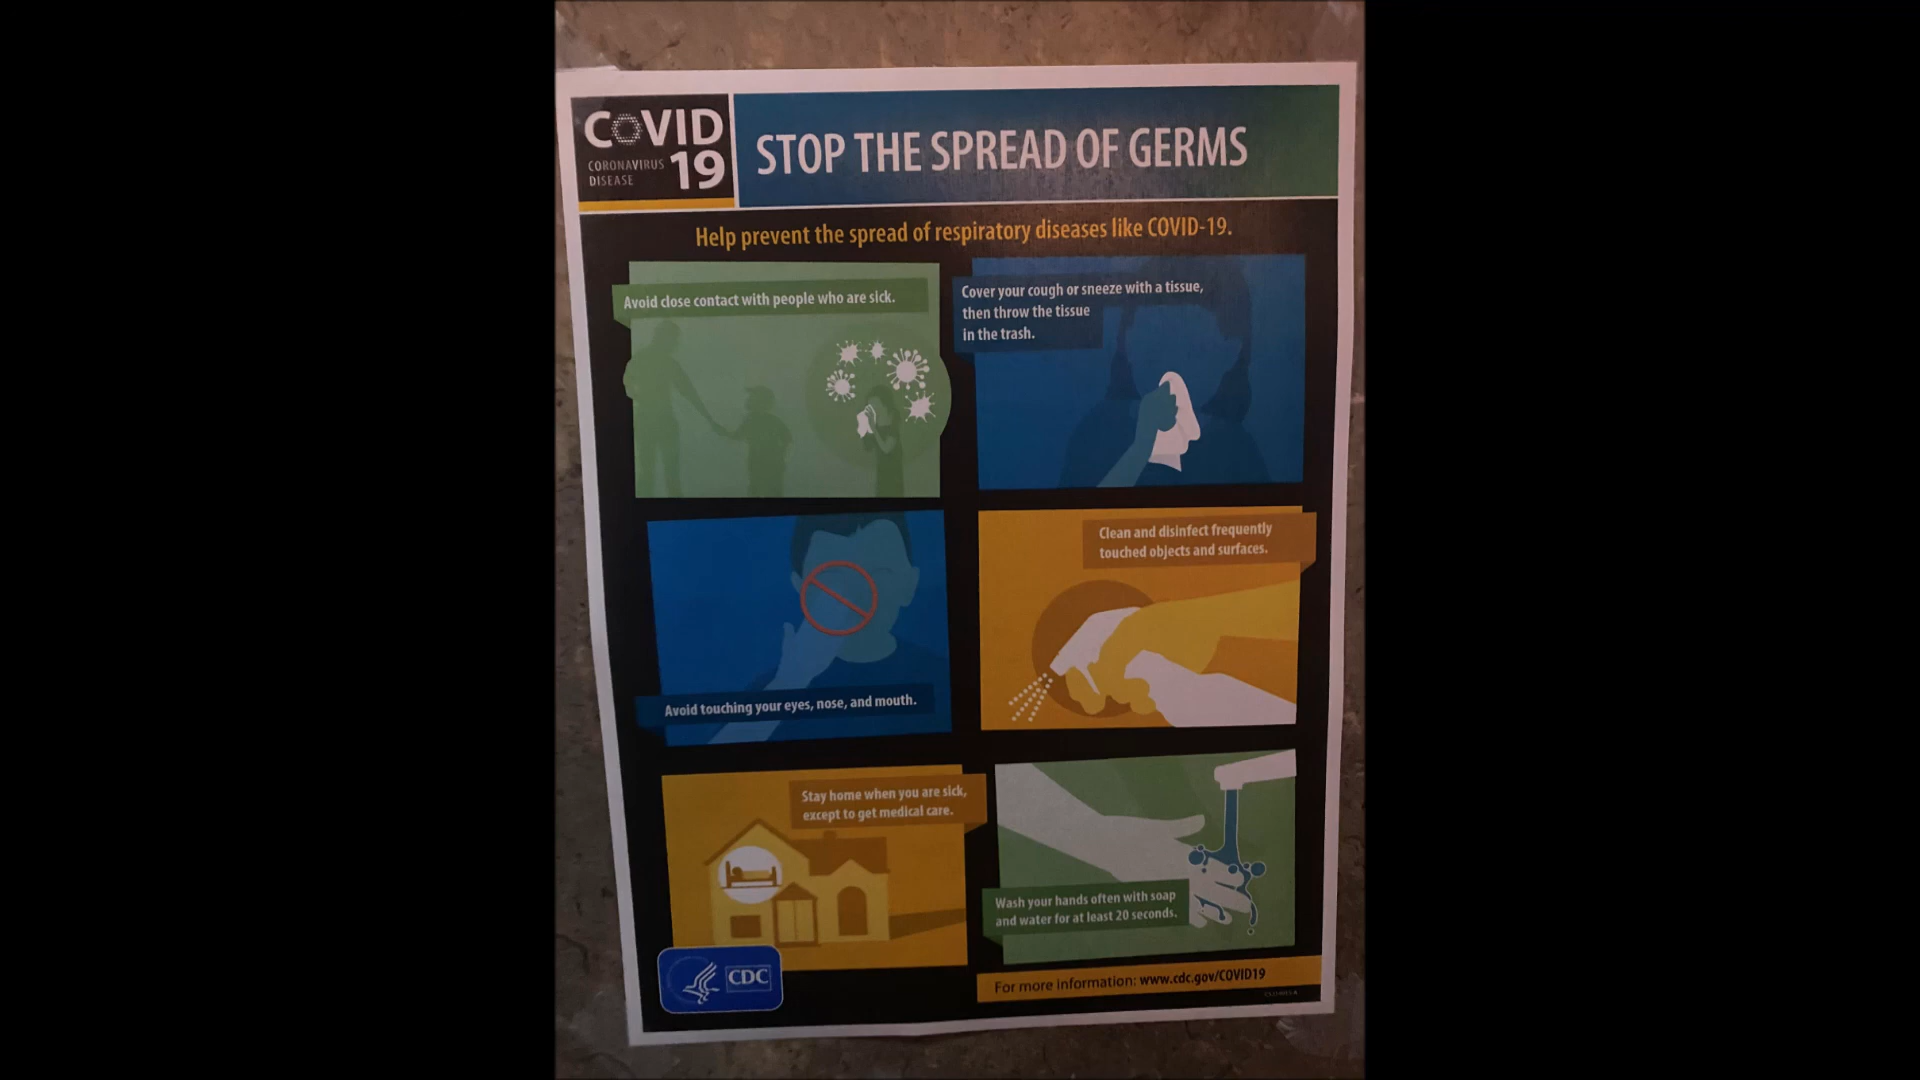 COVID
CORONAVIRUS
DISEASE
19
STOP THE SPREAD OF GERMS
Help prevent the spread of respiratory diseases like COVID-19.
Avoid close contact with people who are sick.
Cover your cough or sneeze with a tissue,
then throw the tissue
in the trash.
Avoid touching your eyes, nose, and mouth.
Clean and disinfect frequently
touched objects and surfaces.
Stay home when you are sick,
except to get medical care.
Wash your hands often with soap
and water for at least 20 seconds.
CDC
For more information: www.cdc.gov/COVID19